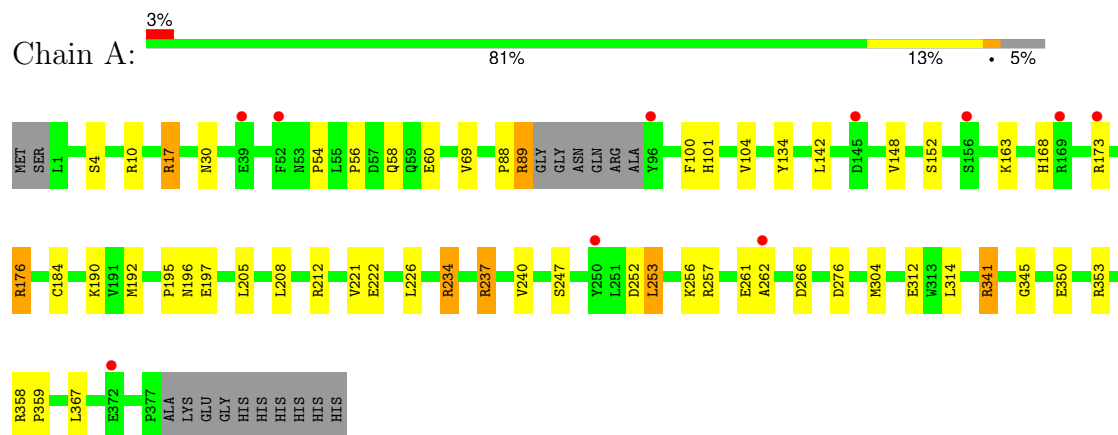 3%
Chain A:
81% 13% • 5%
MET SER L1 S4 R10 R17 N30 E39 F52 N53 P54 L55 P56 D57 Q58 Q59 E60 V69 P88 R89 GLY GLY ASN GLN ARG ALA Y96 F100 H101 V104 Y134 L142 D145 V148 S152 S156 K163 H168 R169 R173
R176 C184 K190 V191 M192 P195 N196 E197 L205 L208 R212 V221 E222 L226 R234 R237 V240 S247 Y250 L251 D252 L253 K256 R257 E261 A262 D266 D276 M304 E312 W313 L314 R341 G345 E350 R353
R358 P359 L367 E372 P377 ALA LYS GLU GLY HIS HIS HIS HIS HIS HIS